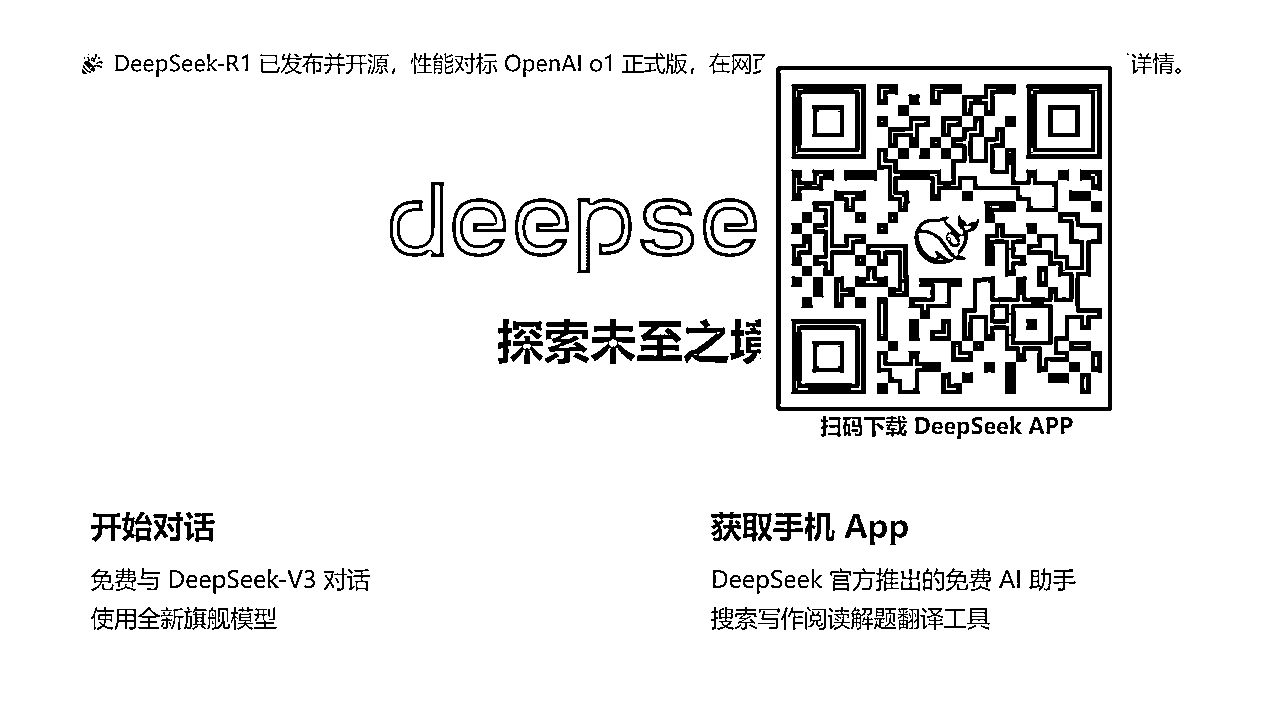 DeepSeek-R1 已发布并开源，性能对标 OpenAI o1 正式版，在网
详情。
deepse
探索未至之境
扫码下载 DeepSeek APP
开始对话
免费与 DeepSeek-V3 对话
使用全新旗舰模型
获取手机 App
DeepSeek 官方推出的免费 AI 助手
搜索写作阅读解题翻译工具